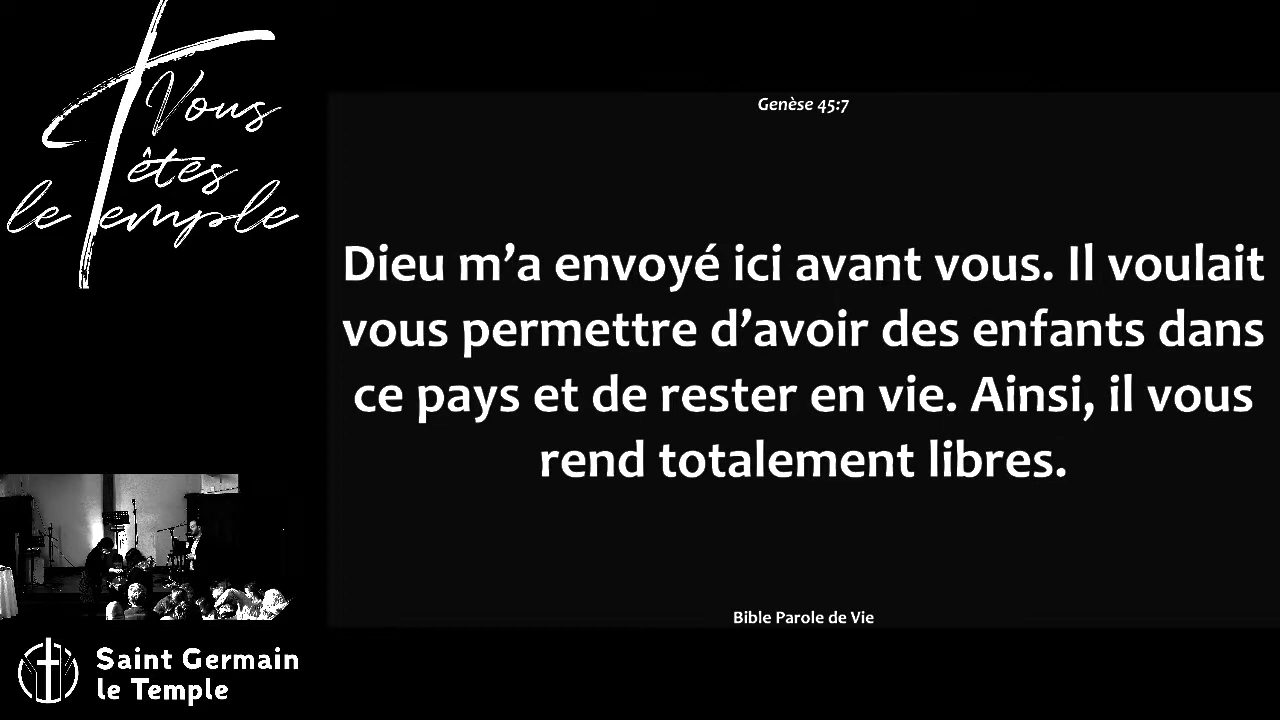 Vous
êtes
le Temple
Genèse 45:7
Dieu m’a envoyé ici avant vous. Il voulait
vous permettre d’avoir des enfants dans
ce pays et de rester en vie. Ainsi, il vous
rend totalement libres.
Bible Parole de Vie
Saint Germain
le Temple